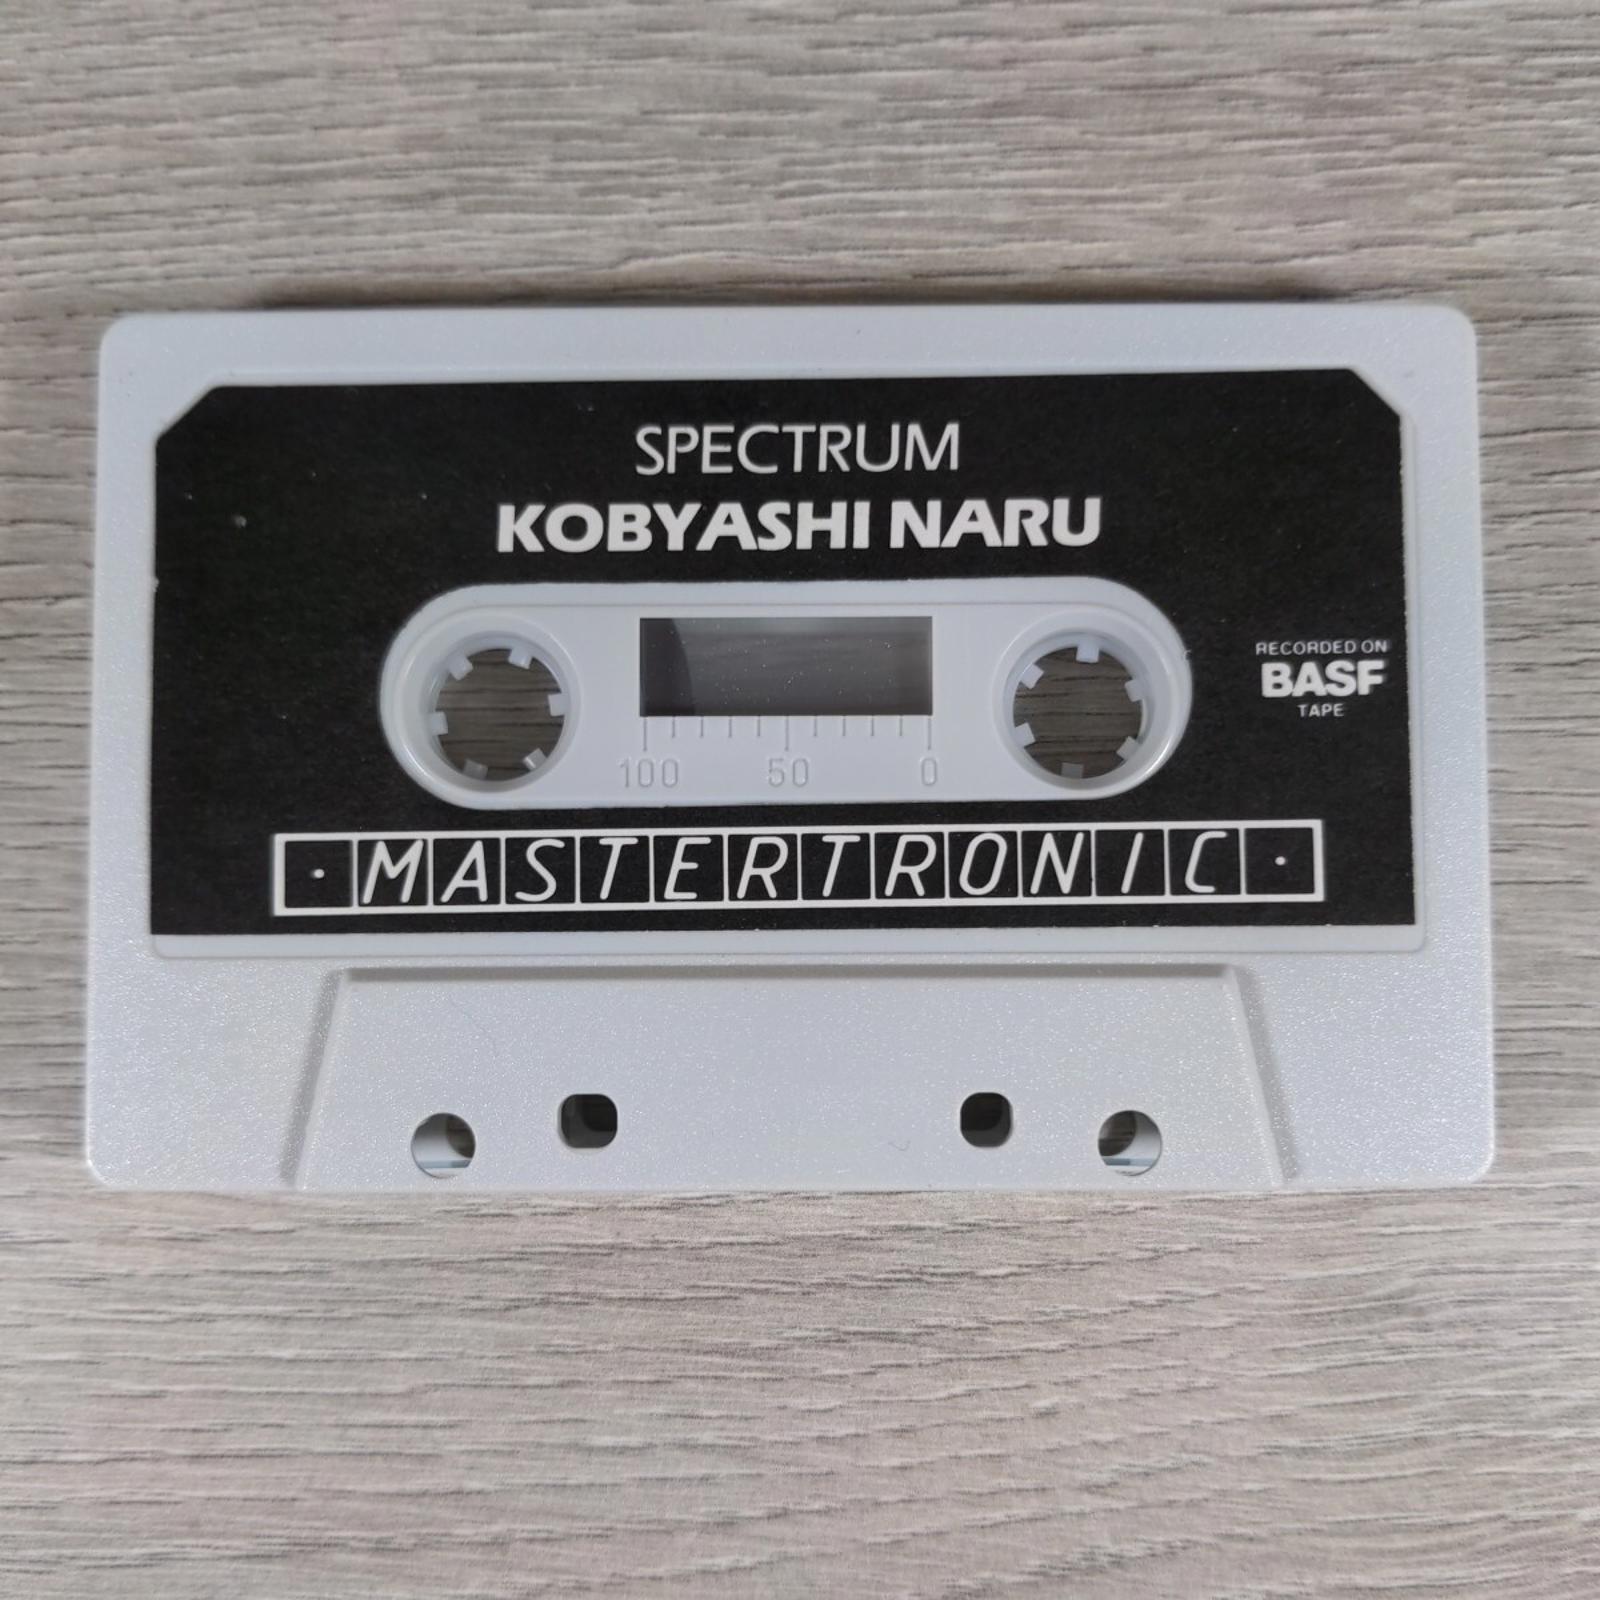 SPECTRUM
KOBYASHI NARU
RECORDED ON
BASF
TAPE
100 50 0
· MASTERTRONIC ·